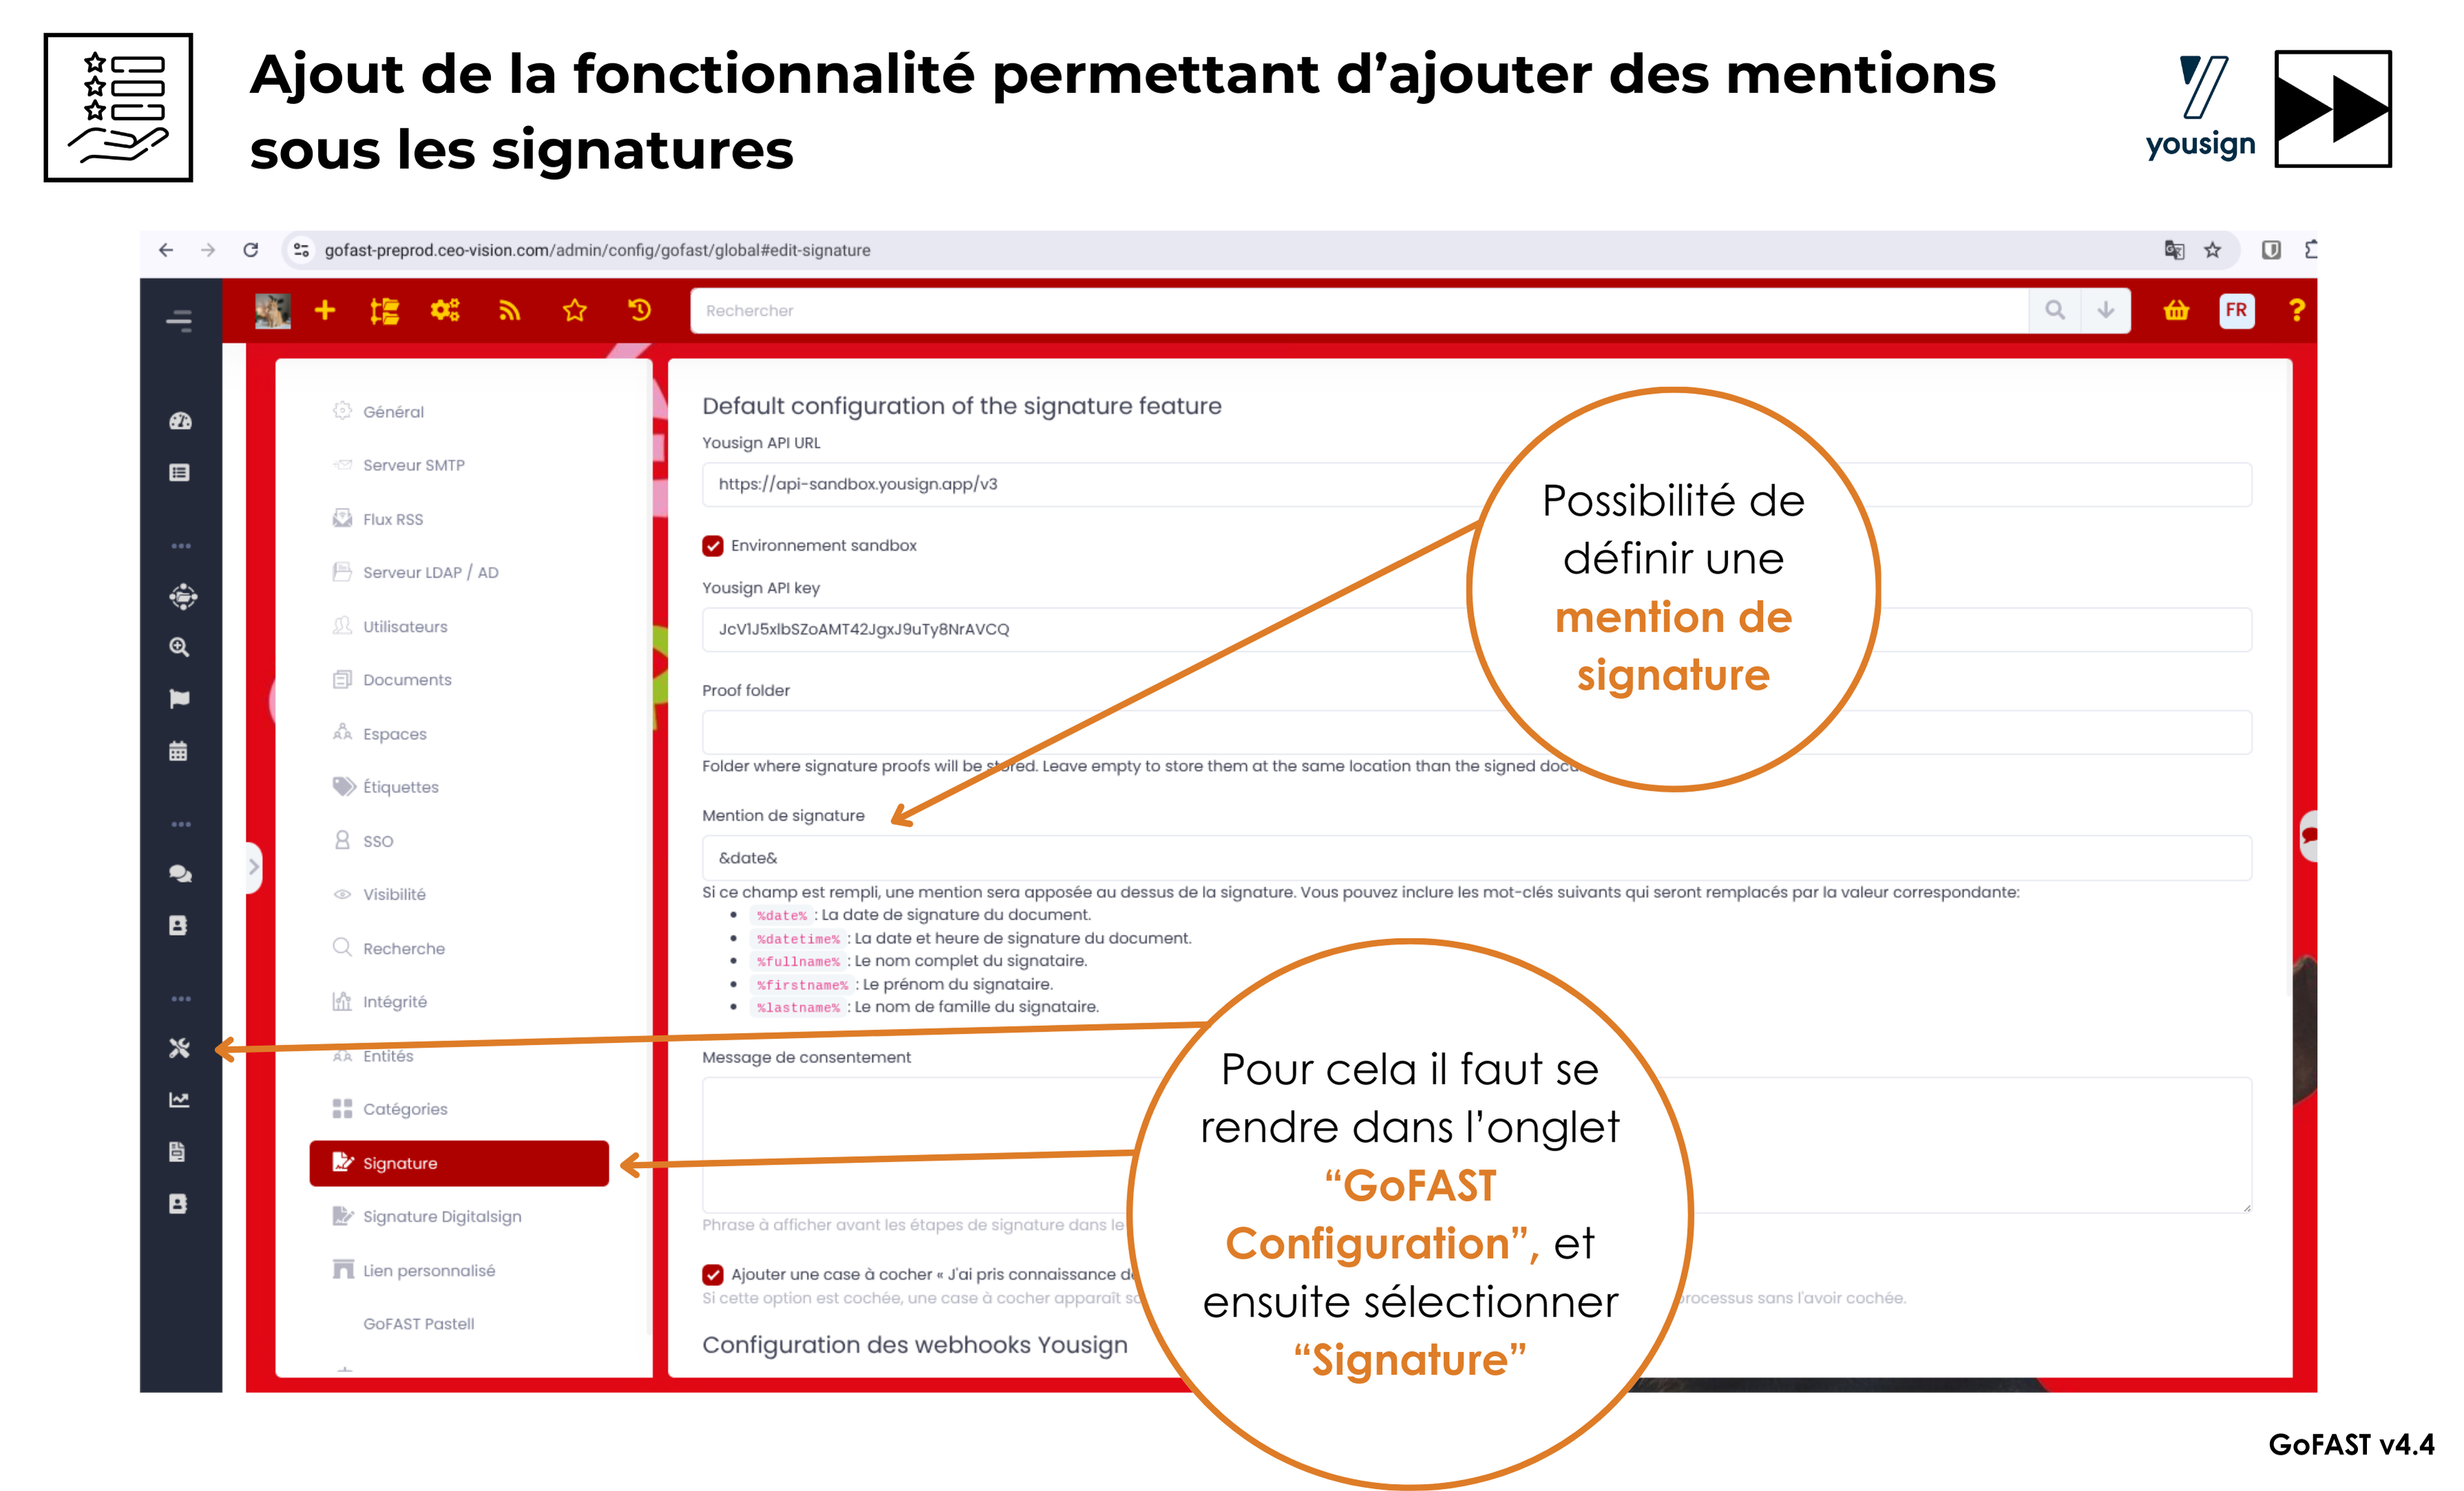 Ajout de la fonctionnalité permettant d’ajouter des mentions
sous les signatures
yousign
gofast-preprod.ceo-vision.com/admin/config/gofast/global#edit-signature
Rechercher
FR
?
Général
Serveur SMTP
Flux RSS
Serveur LDAP / AD
Utilisateurs
Documents
Espaces
Étiquettes
SSO
Visibilité
Recherche
Intégrité
Entités
Catégories
Signature
Signature Digitalsign
Lien personnalisé
GoFAST Pastell
Default configuration of the signature feature
Yousign API URL
https://api-sandbox.yousign.app/v3
Environnement sandbox
Yousign API key
JcV1J5xlbSZoAMT42JgxJ9uTy8NrAVCQ
Proof folder
Folder where signature proofs will be stored. Leave empty to store them at the same location than the signed
Mention de signature
&date&
Si ce champ est rempli, une mention sera apposée au dessus de la signature. Vous pouvez inclure les mot-clés suivants qui seront remplacés par la valeur correspondante:
%date% : La date de signature du document.
%datetime% : La date et heure de signature du document.
%fullname% : Le nom complet du signataire.
%firstname% : Le prénom du signataire.
%lastname% : Le nom de famille du signataire.
Message de consentement
Phrase à afficher avant les étapes de signature dans le
Ajouter une case à cocher « J'ai pris connaissance
Si cette option est cochée, une case à cocher apparaît
processus sans l'avoir cochée.
Configuration des webhooks Yousign
Possibilité de
définir une
mention de
signature
Pour cela il faut se
rendre dans l’onglet
“GoFAST
Configuration”, et
ensuite sélectionner
“Signature”
GoFAST v4.4